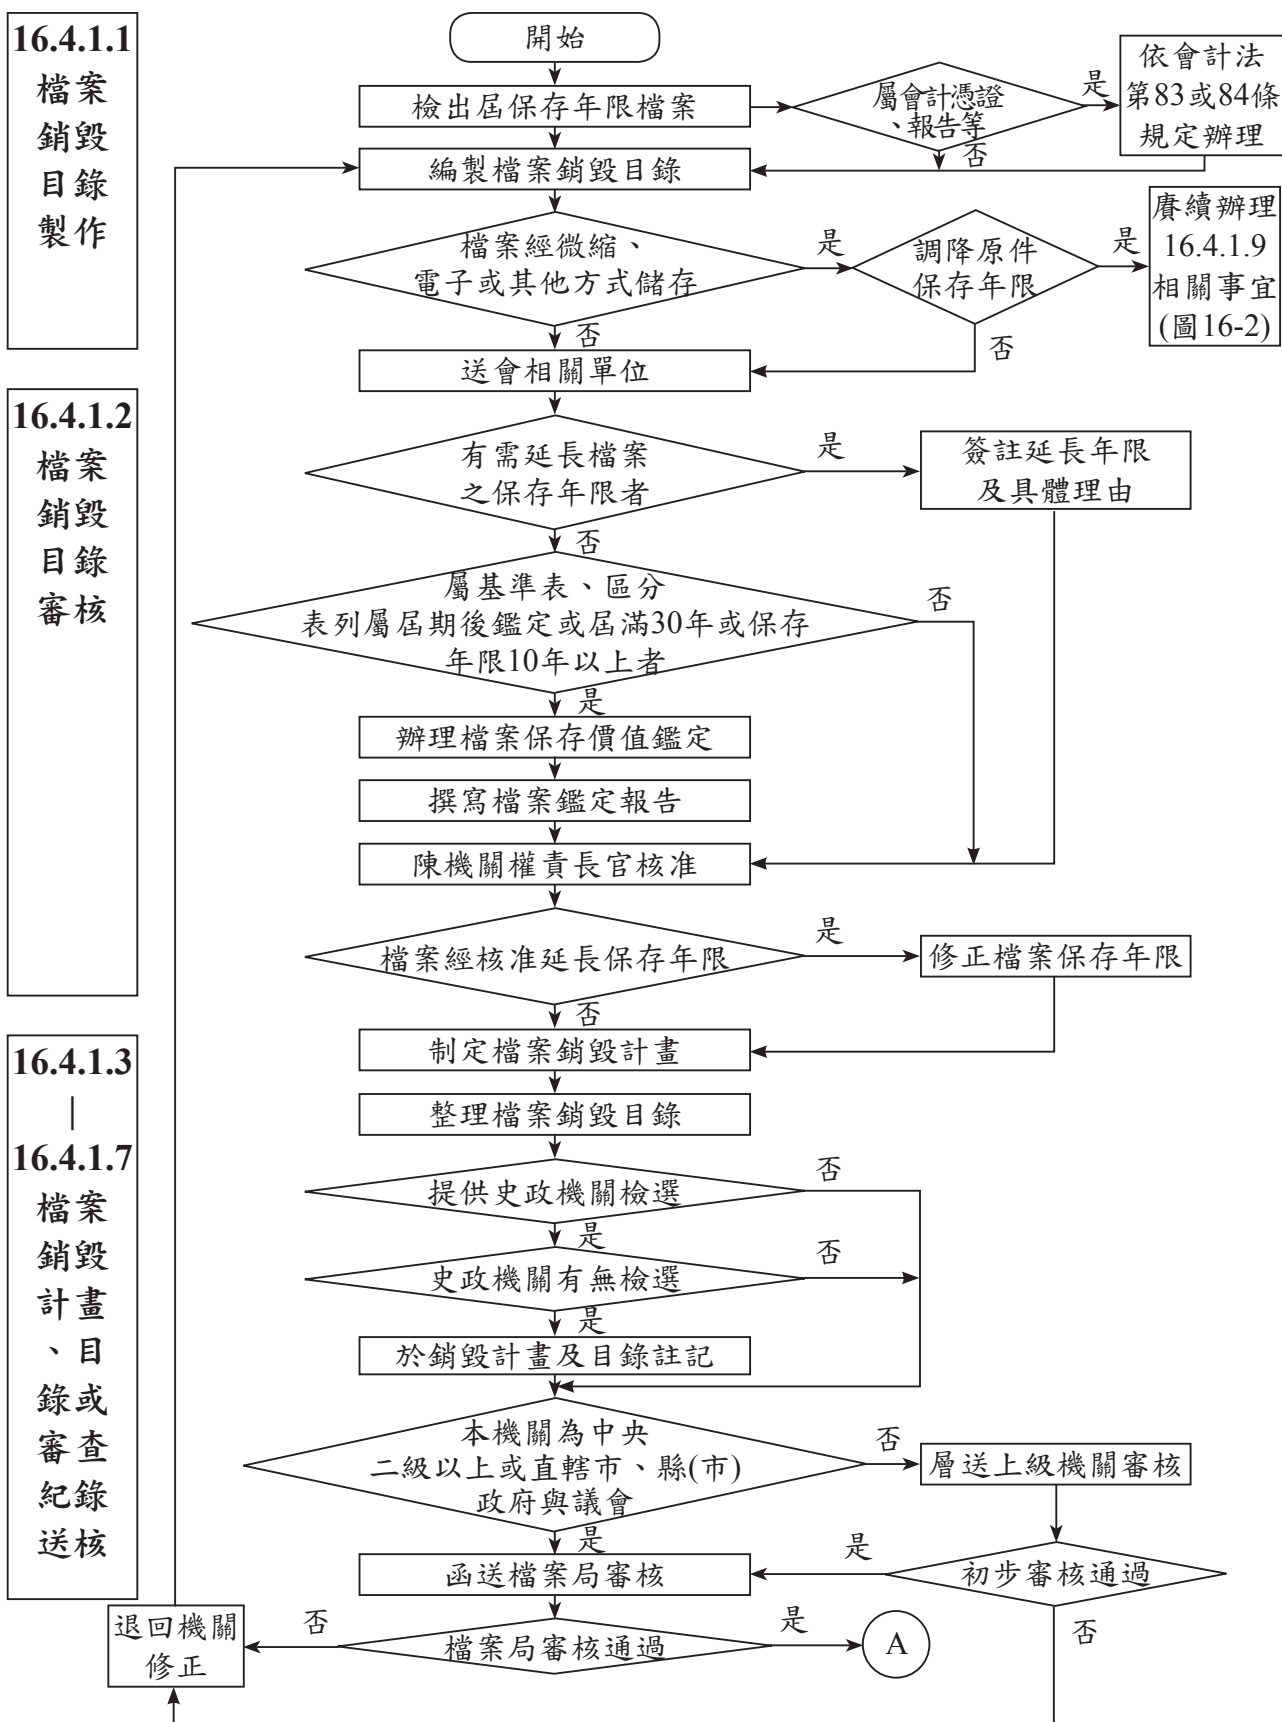 16.4.1.1
檔案
銷毀
目錄
製作
開始
檢出屆保存年限檔案
屬會計憑證
、報告等
是
依會計法
第83或84條
規定辦理
否
編製檔案銷毀目錄
檔案經微縮、
電子或其他方式儲存
是
調降原件
保存年限
是
賡續辦理
16.4.1.9
相關事宜
(圖16-2)
否
否
送會相關單位
16.4.1.2
檔案
銷毀
目錄
審核
有需延長檔案
之保存年限者
是
簽註延長年限
及具體理由
否
屬基準表、區分
表列屬屆期後鑑定或屆滿30年或保存
年限10年以上者
否
是
辦理檔案保存價值鑑定
撰寫檔案鑑定報告
陳機關權責長官核准
檔案經核准延長保存年限
是
修正檔案保存年限
否
16.4.1.3
|
16.4.1.7
檔案
銷毀
計畫
、目
錄或
審查
紀錄
送核
制定檔案銷毀計畫
整理檔案銷毀目錄
提供史政機關檢選
否
是
史政機關有無檢選
否
是
於銷毀計畫及目錄註記
本機關為中央
二級以上或直轄市、縣(市)
政府與議會
否
層送上級機關審核
是
函送檔案局審核
是
初步審核通過
否
檔案局審核通過
是
A
否
退回機關
修正